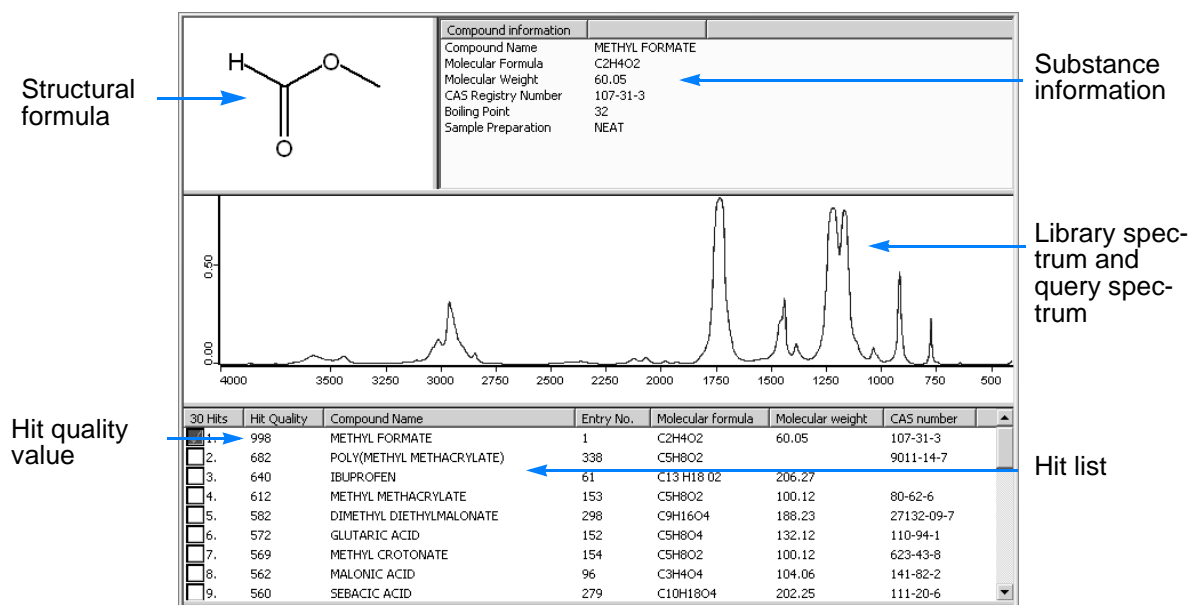 Structural
formula
H
O
O
Compound information
Compound Name METHYL FORMATE
Molecular Formula C2H4O2
Molecular Weight 60.05
CAS Registry Number 107-31-3
Boiling Point 32
Sample Preparation NEAT
Substance
information
0.50
0.00
4000 3500 3250 3000 2750 2500 2250 2000 1750 1500 1250 1000 750 500
Library spec-
trum and
query spec-
trum
Hit quality
value
30 Hits Hit Quality Compound Name Entry No. Molecular formula Molecular weight CAS number
1. 998 METHYL FORMATE 1 C2H4O2 60.05 107-31-3
2. 682 POLY(METHYL METHACRYLATE) 338 C5H8O2 9011-14-7
3. 640 IBUPROFEN 61 C13 H18 O2 206.27
4. 612 METHYL METHACRYLATE 153 C5H8O2 100.12 80-62-6
5. 582 DIMETHYL DIETHYLMALONATE 298 C9H16O4 188.23 27132-09-7
6. 572 GLUTARIC ACID 152 C5H8O4 132.12 110-94-1
7. 569 METHYL CROTONATE 154 C5H8O2 100.12 623-43-8
8. 562 MALONIC ACID 96 C3H4O4 104.06 141-82-2
9. 560 SEBACIC ACID 279 C10H18O4 202.25 111-20-6
Hit list